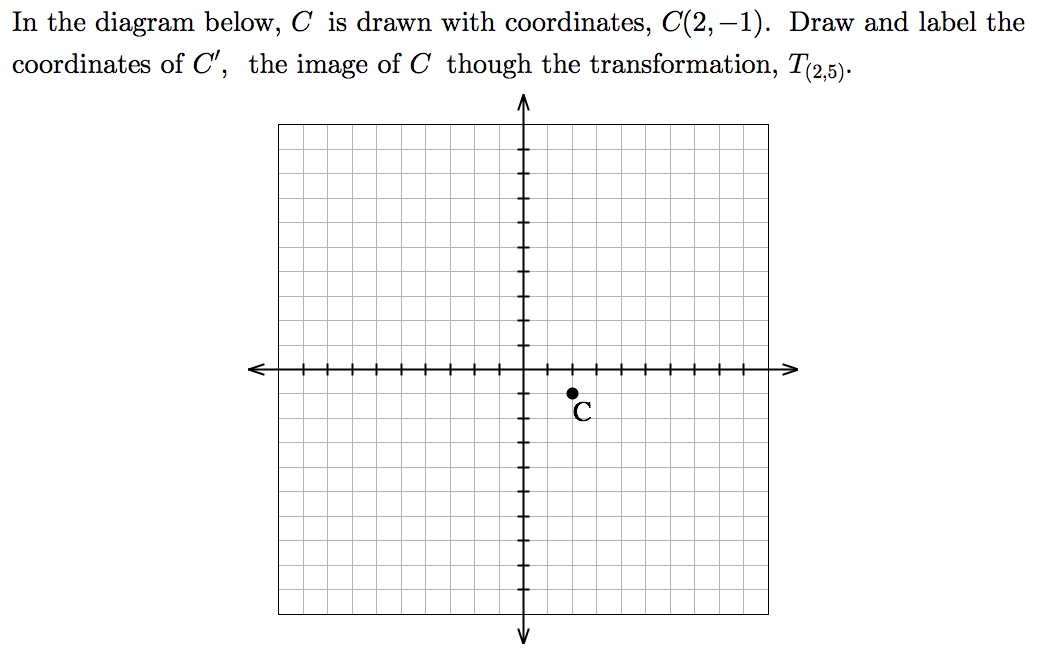 In the diagram below, C is drawn with coordinates, C(2, −1). Draw and label the
coordinates of C′, the image of C though the transformation, T(2,5).
C